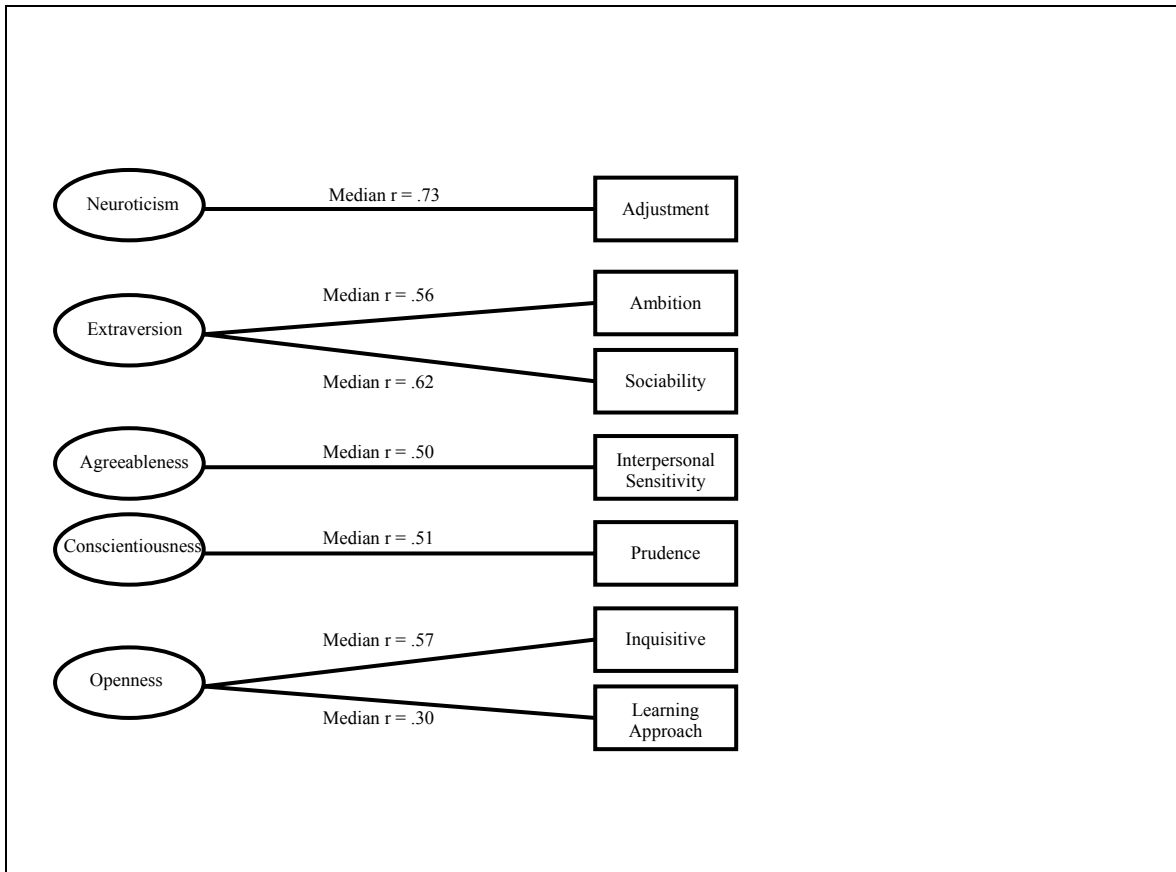 Neuroticism
Median r = .73
Adjustment
Extraversion
Median r = .56
Ambition
Median r = .62
Sociability
Agreeableness
Median r = .50
Interpersonal
Sensitivity
Conscientiousness
Median r = .51
Prudence
Openness
Median r = .57
Inquisitive
Median r = .30
Learning
Approach